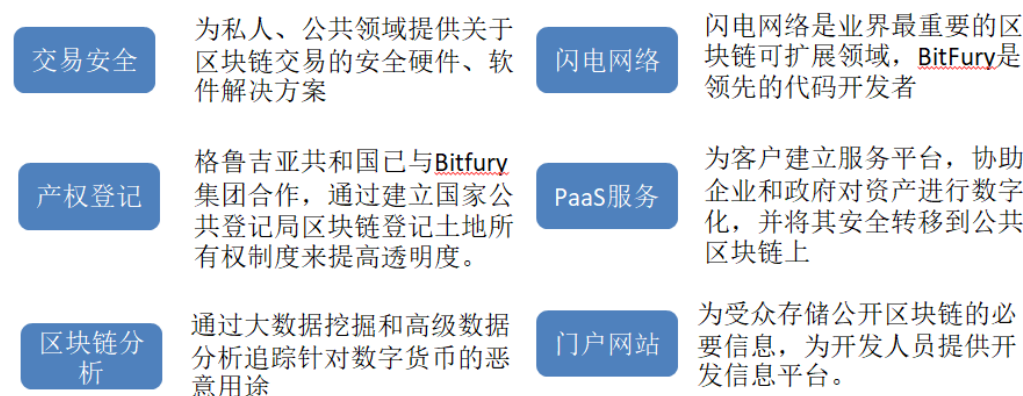 交易安全
为私人、公共领域提供关于
区块链交易的安全硬件、软
件解决方案
闪电网络
闪电网络是业界最重要的区
块链可扩展领域，BitFury是
领先的代码开发者
产权登记
格鲁吉亚共和国已与Bitfury
集团合作，通过建立国家公
共登记局区块链登记土地所
有权制度来提高透明度。
PaaS服务
为客户建立服务平台，协助
企业和政府对资产进行数字
化，并将其安全转移到公共
区块链上
区块链分
析
通过大数据挖掘和高级数据
分析追踪针对数字货币的恶
意用途
门户网站
为受众存储公开区块链的必
要信息，为开发人员提供开
发信息平台。